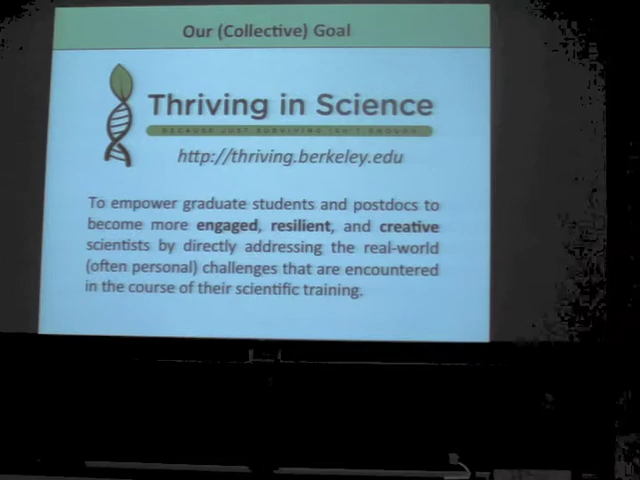 Our (Collective) Goal
Thriving in Science
BECAUSE JUST SURVIVING ISN'T ENOUGH
http://thriving.berkeley.edu
To empower graduate students and postdocs to
become more engaged, resilient, and creative
scientists by directly addressing the real-world
(often personal) challenges that are encountered
in the course of their scientific training.